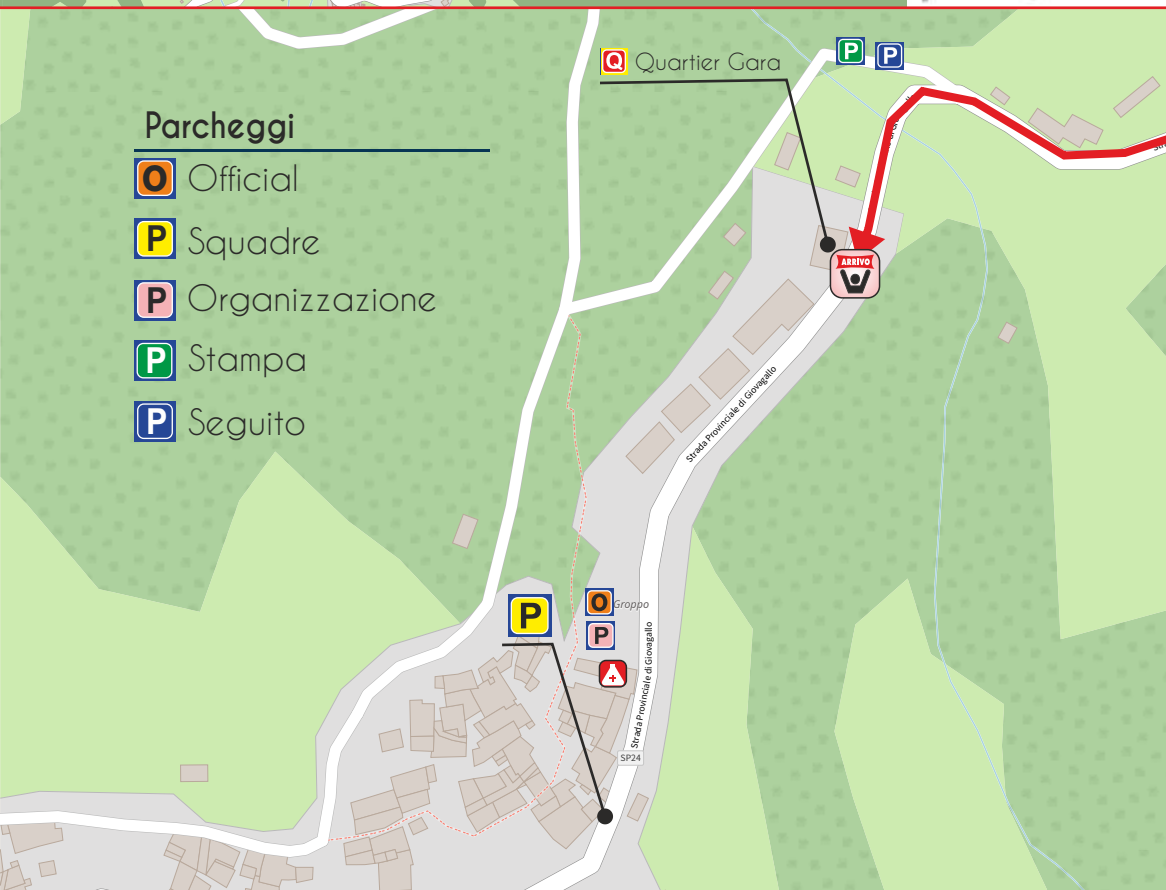 Q Quartier Gara
P P
Parcheggi
O Official
P Squadre
P Organizzazione
P Stampa
P Seguito
ARRIVO
Strada Provinciale di Giovagallo
P
O Groppo
P
Strada Provinciale di Giovagallo
SP24